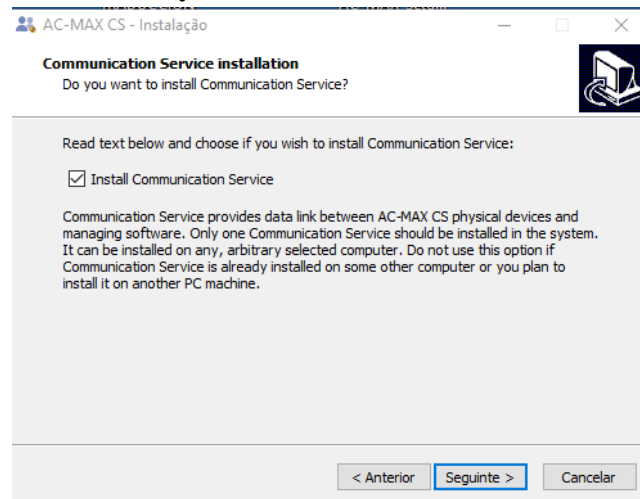 AC-MAX CS - Instalação
Communication Service installation
Do you want to install Communication Service?
Read text below and choose if you wish to install Communication Service:
Install Communication Service
Communication Service provides data link between AC-MAX CS physical devices and
managing software. Only one Communication Service should be installed in the system.
It can be installed on any, arbitrary selected computer. Do not use this option if
Communication Service is already installed on some other computer or you plan to
install it on another PC machine.
< Anterior
Seguinte >
Cancelar